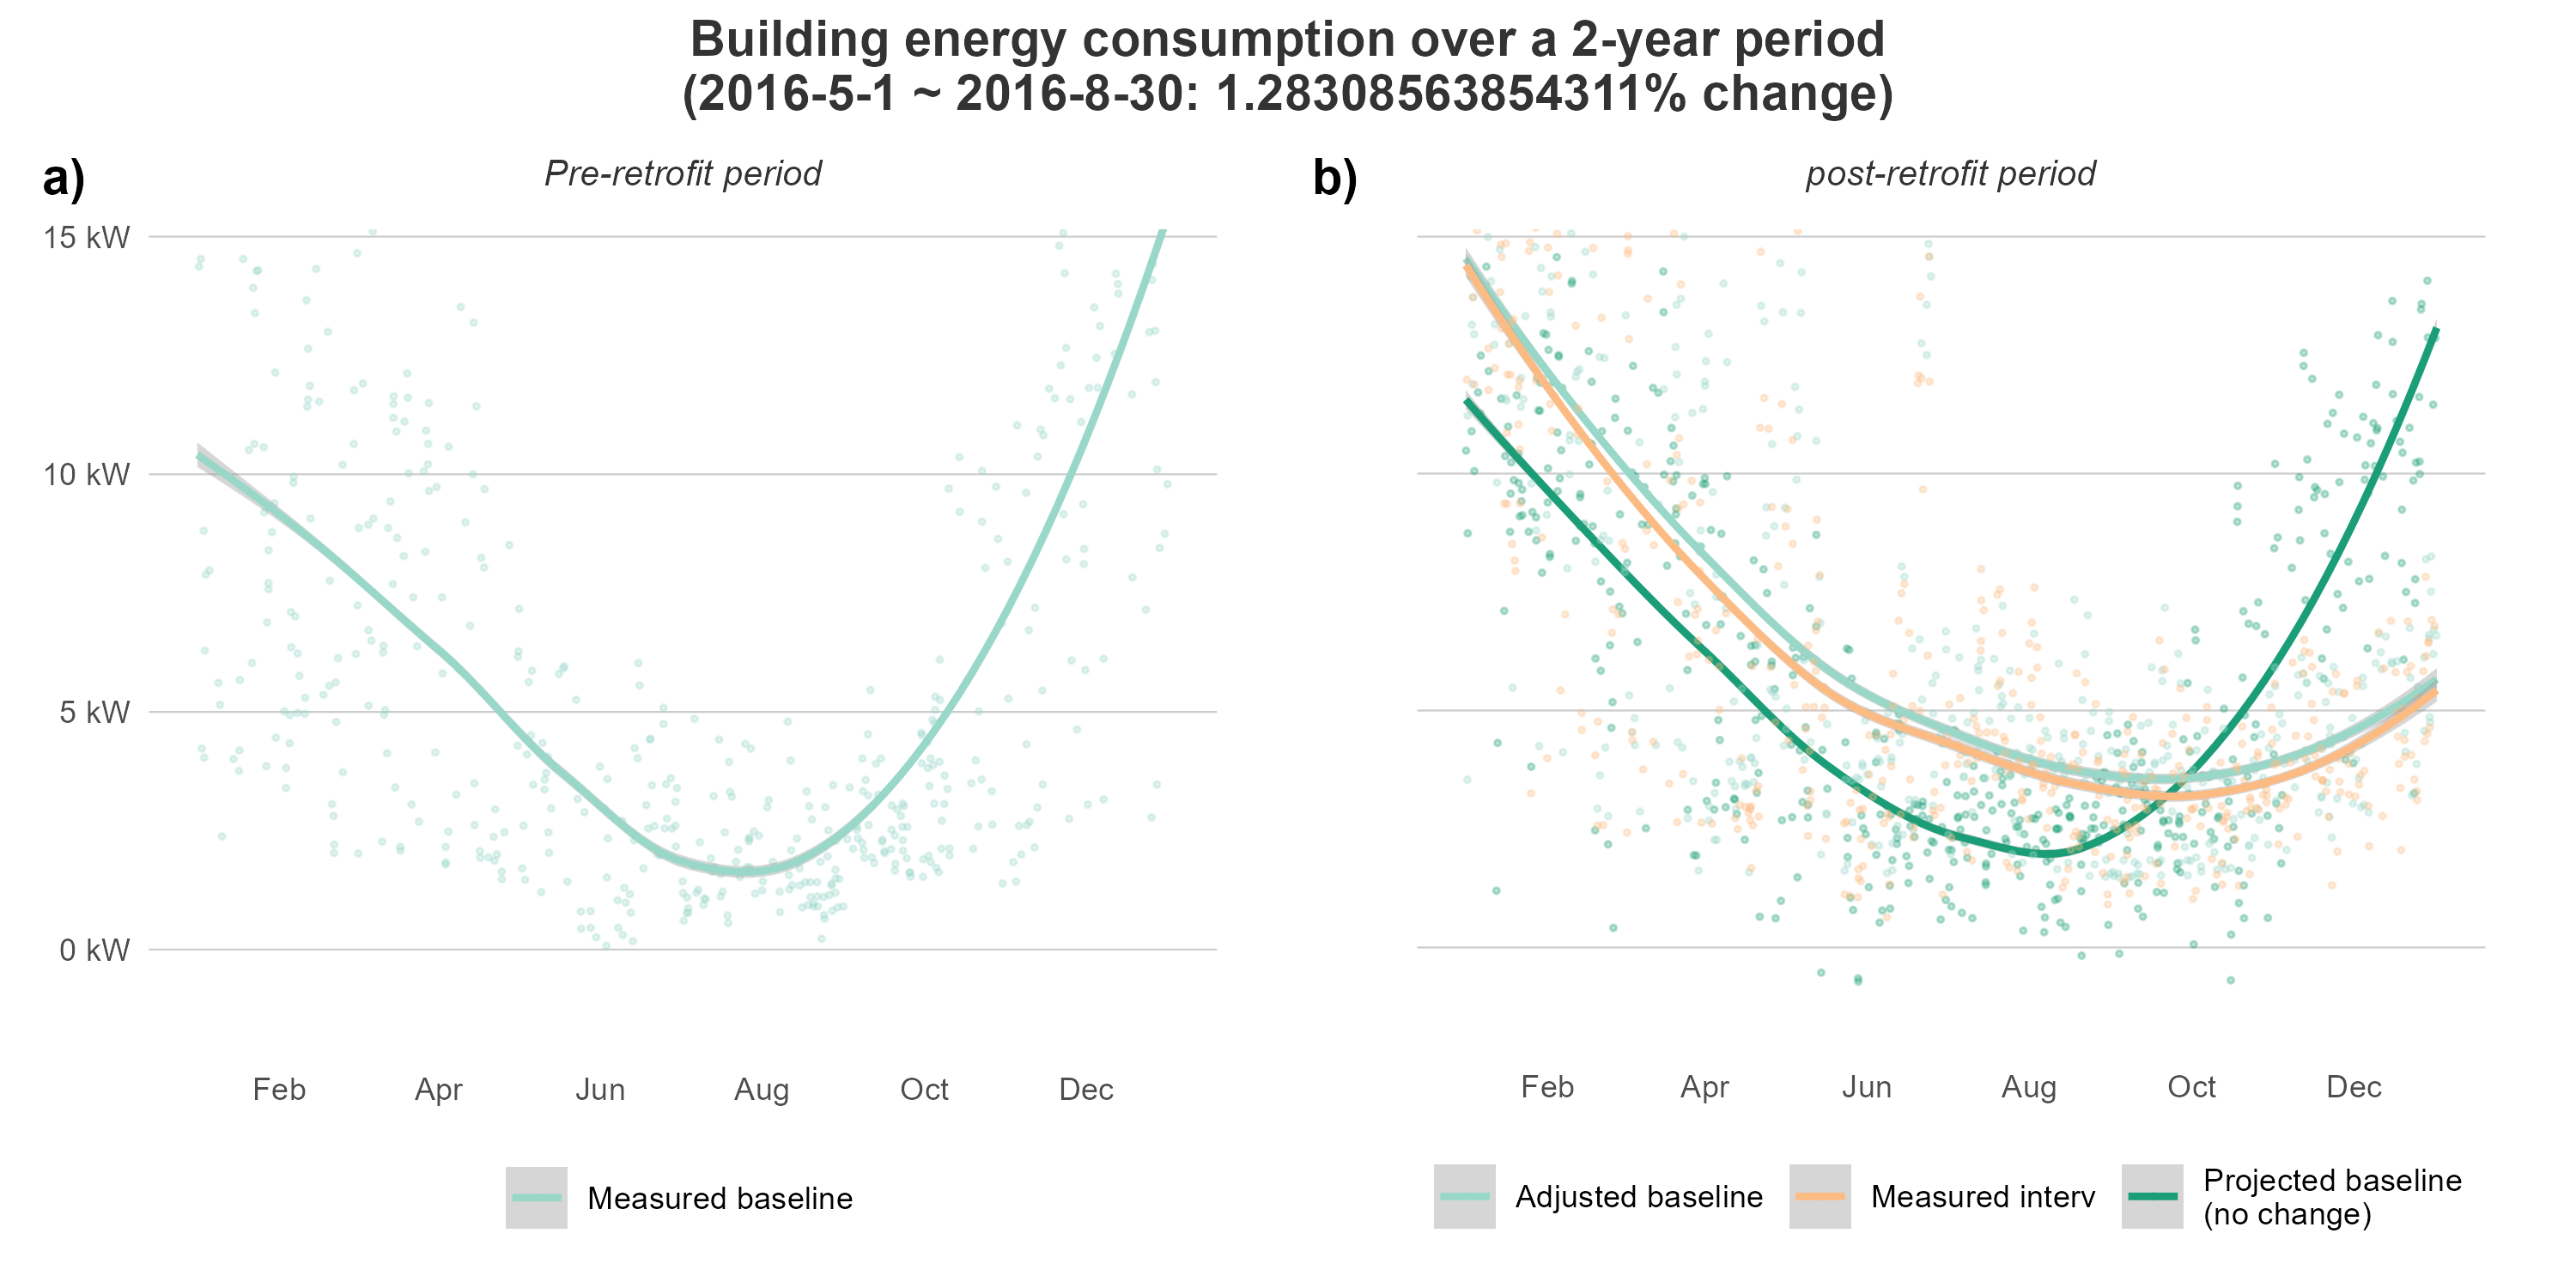 Building energy consumption over a 2-year period
(2016-5-1 ~ 2016-8-30: 1.28308563854311% change)
a)
Pre-retrofit period
15 kW
10 kW
5 kW
0 kW
Feb Apr Jun Aug Oct Dec
Measured baseline
b)
post-retrofit period
Feb Apr Jun Aug Oct Dec
Adjusted baseline
Measured interv
Projected baseline
(no change)